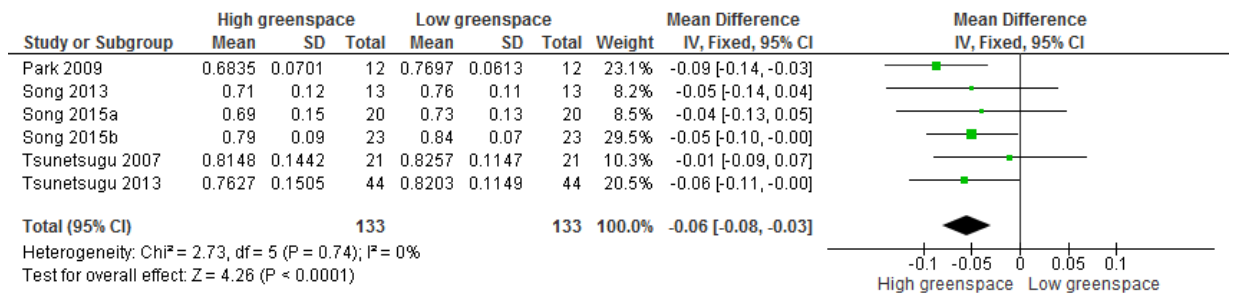 High greenspace Low greenspace Mean Difference Mean Difference
Study or Subgroup Mean SD Total Mean SD Total Weight IV, Fixed, 95% CI IV, Fixed, 95% CI
Park 2009 0.6835 0.0701 12 0.7697 0.0613 12 23.1% -0.09 [-0.14, -0.03]
Song 2013 0.71 0.12 13 0.76 0.11 13 8.2% -0.05 [-0.14, 0.04]
Song 2015a 0.69 0.15 20 0.73 0.13 20 8.5% -0.04 [-0.13, 0.05]
Song 2015b 0.79 0.09 23 0.84 0.07 23 29.5% -0.05 [-0.10, -0.00]
Tsunetsugu 2007 0.8148 0.1442 21 0.8257 0.1147 21 10.3% -0.01 [-0.09, 0.07]
Tsunetsugu 2013 0.7627 0.1505 44 0.8203 0.1149 44 20.5% -0.06 [-0.11, -0.00]
Total (95% CI) 133 133 100.0% -0.06 [-0.08, -0.03]
Heterogeneity: Chi² = 2.73, df = 5 (P = 0.74); I² = 0%
Test for overall effect: Z = 4.26 (P < 0.0001)
-0.1 -0.05 0 0.05 0.1
High greenspace Low greenspace